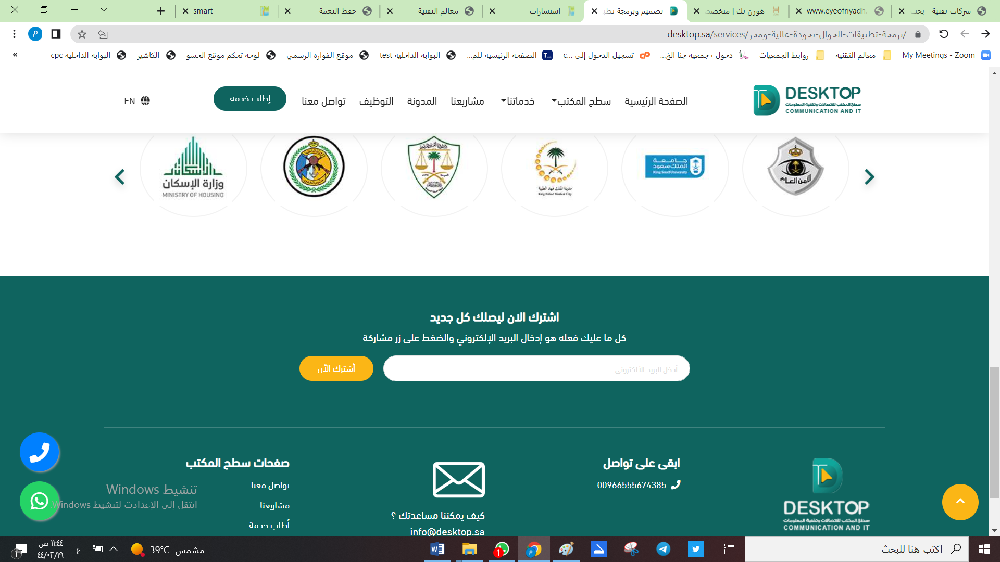 شركات تقنية - بحث
www.eyeofriyadh.
هوزن تك | متخصص
تصميم وبرمجة تطبي
استشارات
معالم التقنية
حفظ النعمة
smart
desktop.sa/services/برمجة-تطبيقات-الجوال-بجودة-عالية-ومخر/
My Meetings - Zoom
معالم التقنية
روابط الجمعيات
دخول › جمعية جنا الخ...
تسجيل الدخول إلى c...
الصفحة الرئيسية للم...
البوابة الداخلية test
موقع الفوارة الرسمي
لوحة تحكم موقع الحسو
الكاشير
البوابة الداخلية cpc
»
DESKTOP
سطح المكتب للاتصالات وتقنية المعلومات
COMMUNICATION AND IT
الصفحة الرئيسية
سطح المكتب
خدماتنا
مشاريعنا
المدونة
التوظيف
تواصل معنا
إطلب خدمة
EN
الأمن العام
جامعة
الملك سعود
King Saud University
مدينة الملك فهد الطبية
King Fahad Medical City
وزارة الإسكان
MINISTRY OF HOUSING
اشترك الان ليصلك كل جديد
كل ما عليك فعله هو إدخال البريد الإلكتروني والضغط على زر مشاركة
أدخل البريد الألكتروني
أشترك الأن
DESKTOP
سطح المكتب للاتصالات وتقنية المعلومات
COMMUNICATION AND IT
ابقى على تواصل
00966555674385
كيف يمكننا مساعدتك ؟
info@desktop.sa
صفحات سطح المكتب
تواصل معنا
مشاريعنا
أطلب خدمة
تنشيط Windows
انتقل إلى الإعدادت لتنشيط Windows.
اكتب هنا للبحث
1
مشمس 39°C
ع
١١:٤٤ ص
٤٤/٠٢/١٩
١